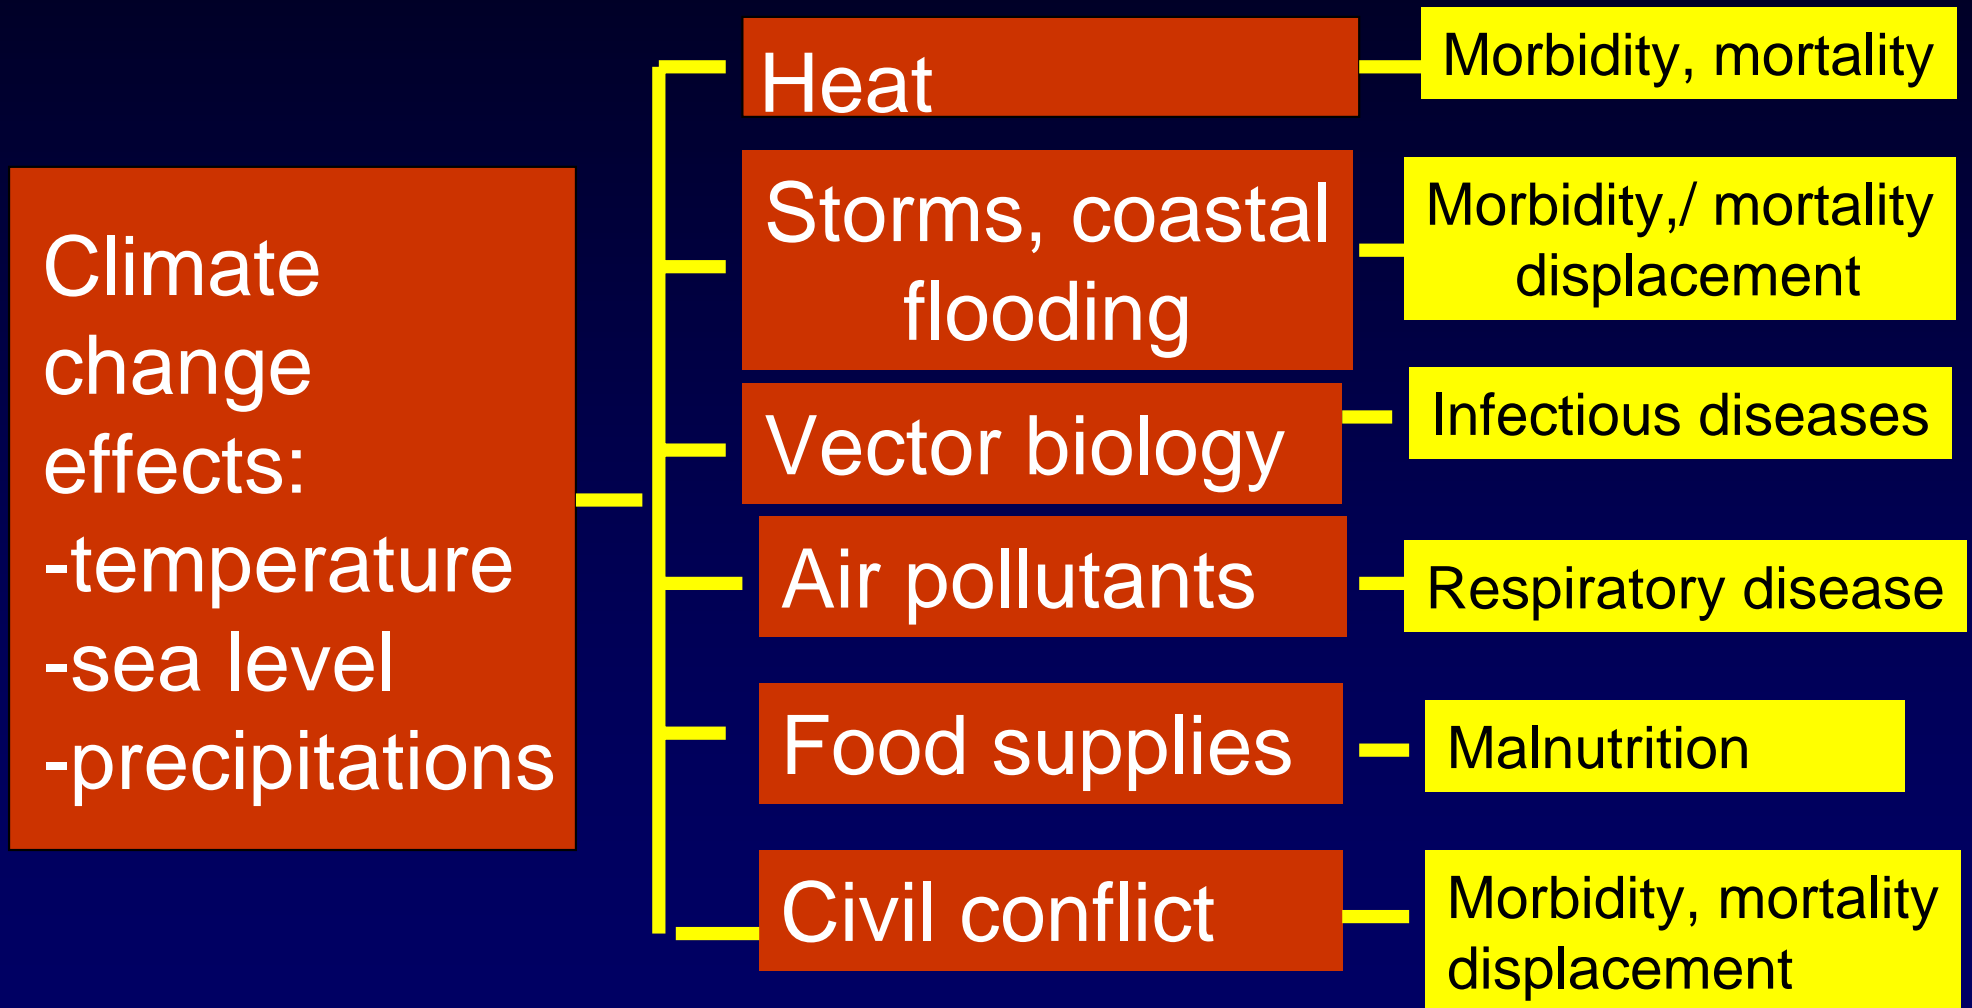 Climate
change
effects:
-temperature
-sea level
-precipitations
Heat
Morbidity, mortality
Storms, coastal
flooding
Morbidity,/ mortality
displacement
Vector biology
Infectious diseases
Air pollutants
Respiratory disease
Food supplies
Malnutrition
Civil conflict
Morbidity, mortality
displacement